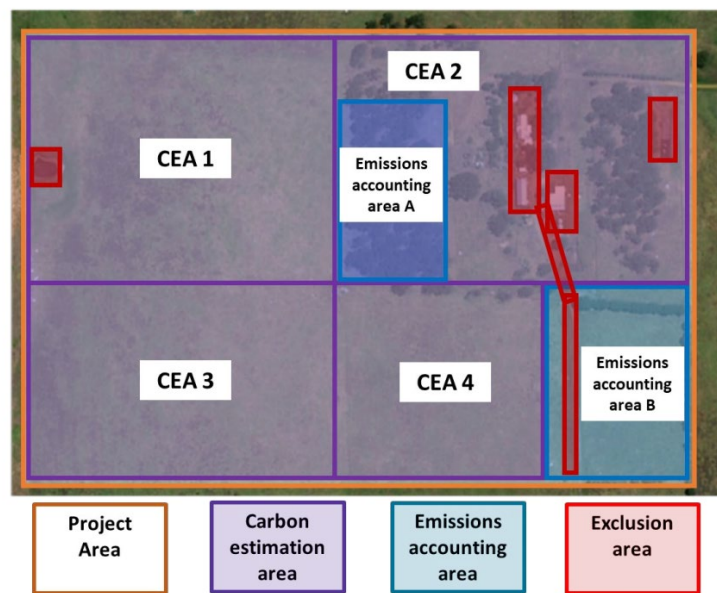 CEA 1
CEA 2
Emissions
accounting
area A
CEA 3
CEA 4
Emissions
accounting
area B
Project
Area
Carbon
estimation
area
Emissions
accounting
area
Exclusion
area